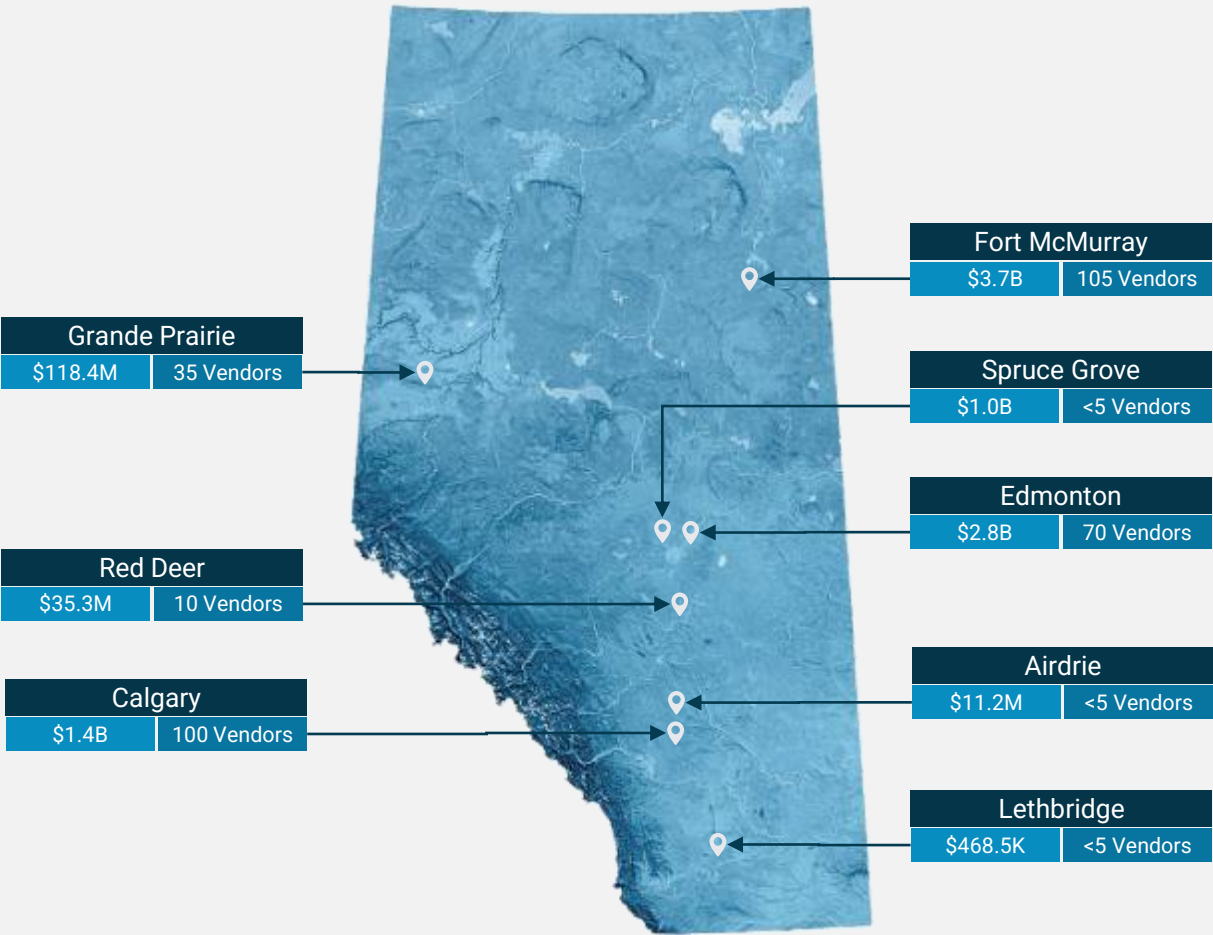 Fort McMurray
$3.7B 105 Vendors
Grande Prairie
$118.4M 35 Vendors
Spruce Grove
$1.0B <5 Vendors
Edmonton
$2.8B 70 Vendors
Red Deer
$35.3M 10 Vendors
Airdrie
$11.2M <5 Vendors
Calgary
$1.4B 100 Vendors
Lethbridge
$468.5K <5 Vendors